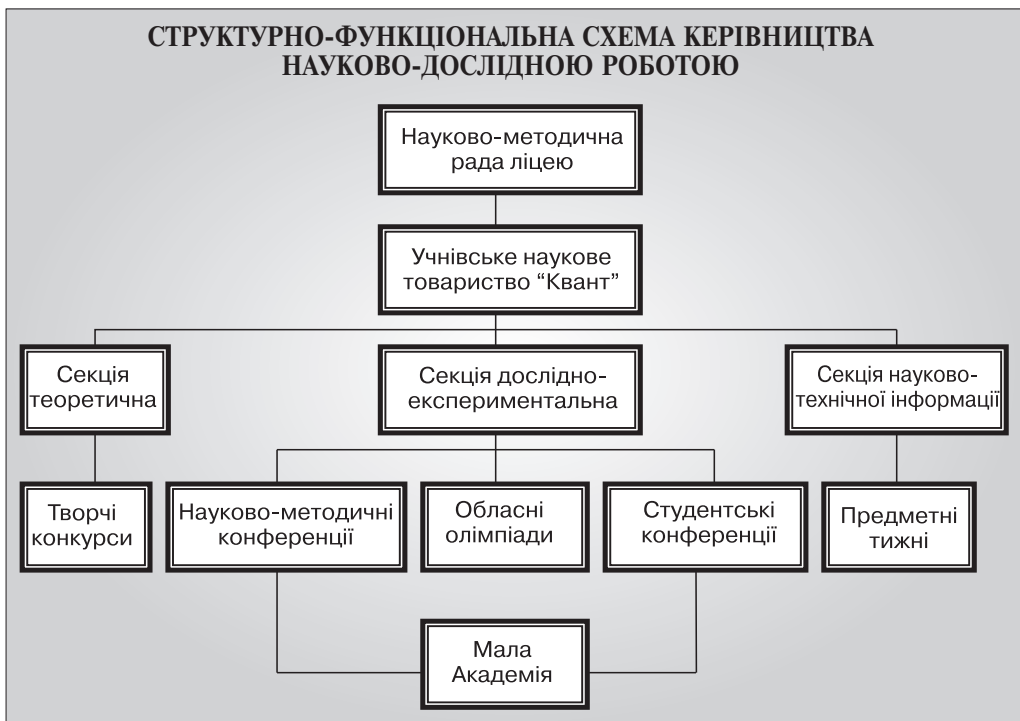 СТРУКТУРНО-ФУНКЦІОНАЛЬНА СХЕМА КЕРІВНИЦТВА
НАУКОВО-ДОСЛІДНОЮ РОБОТОЮ
Науково-методична
рада ліцею
Учнівське наукове
товариство “Квант”
Секція
теоретична
Секція дослідно-
експериментальна
Секція науково-
технічної інформації
Творчі
конкурси
Науково-методичні
конференції
Обласні
олімпіади
Студентські
конференції
Предметні
тижні
Мала
Академія